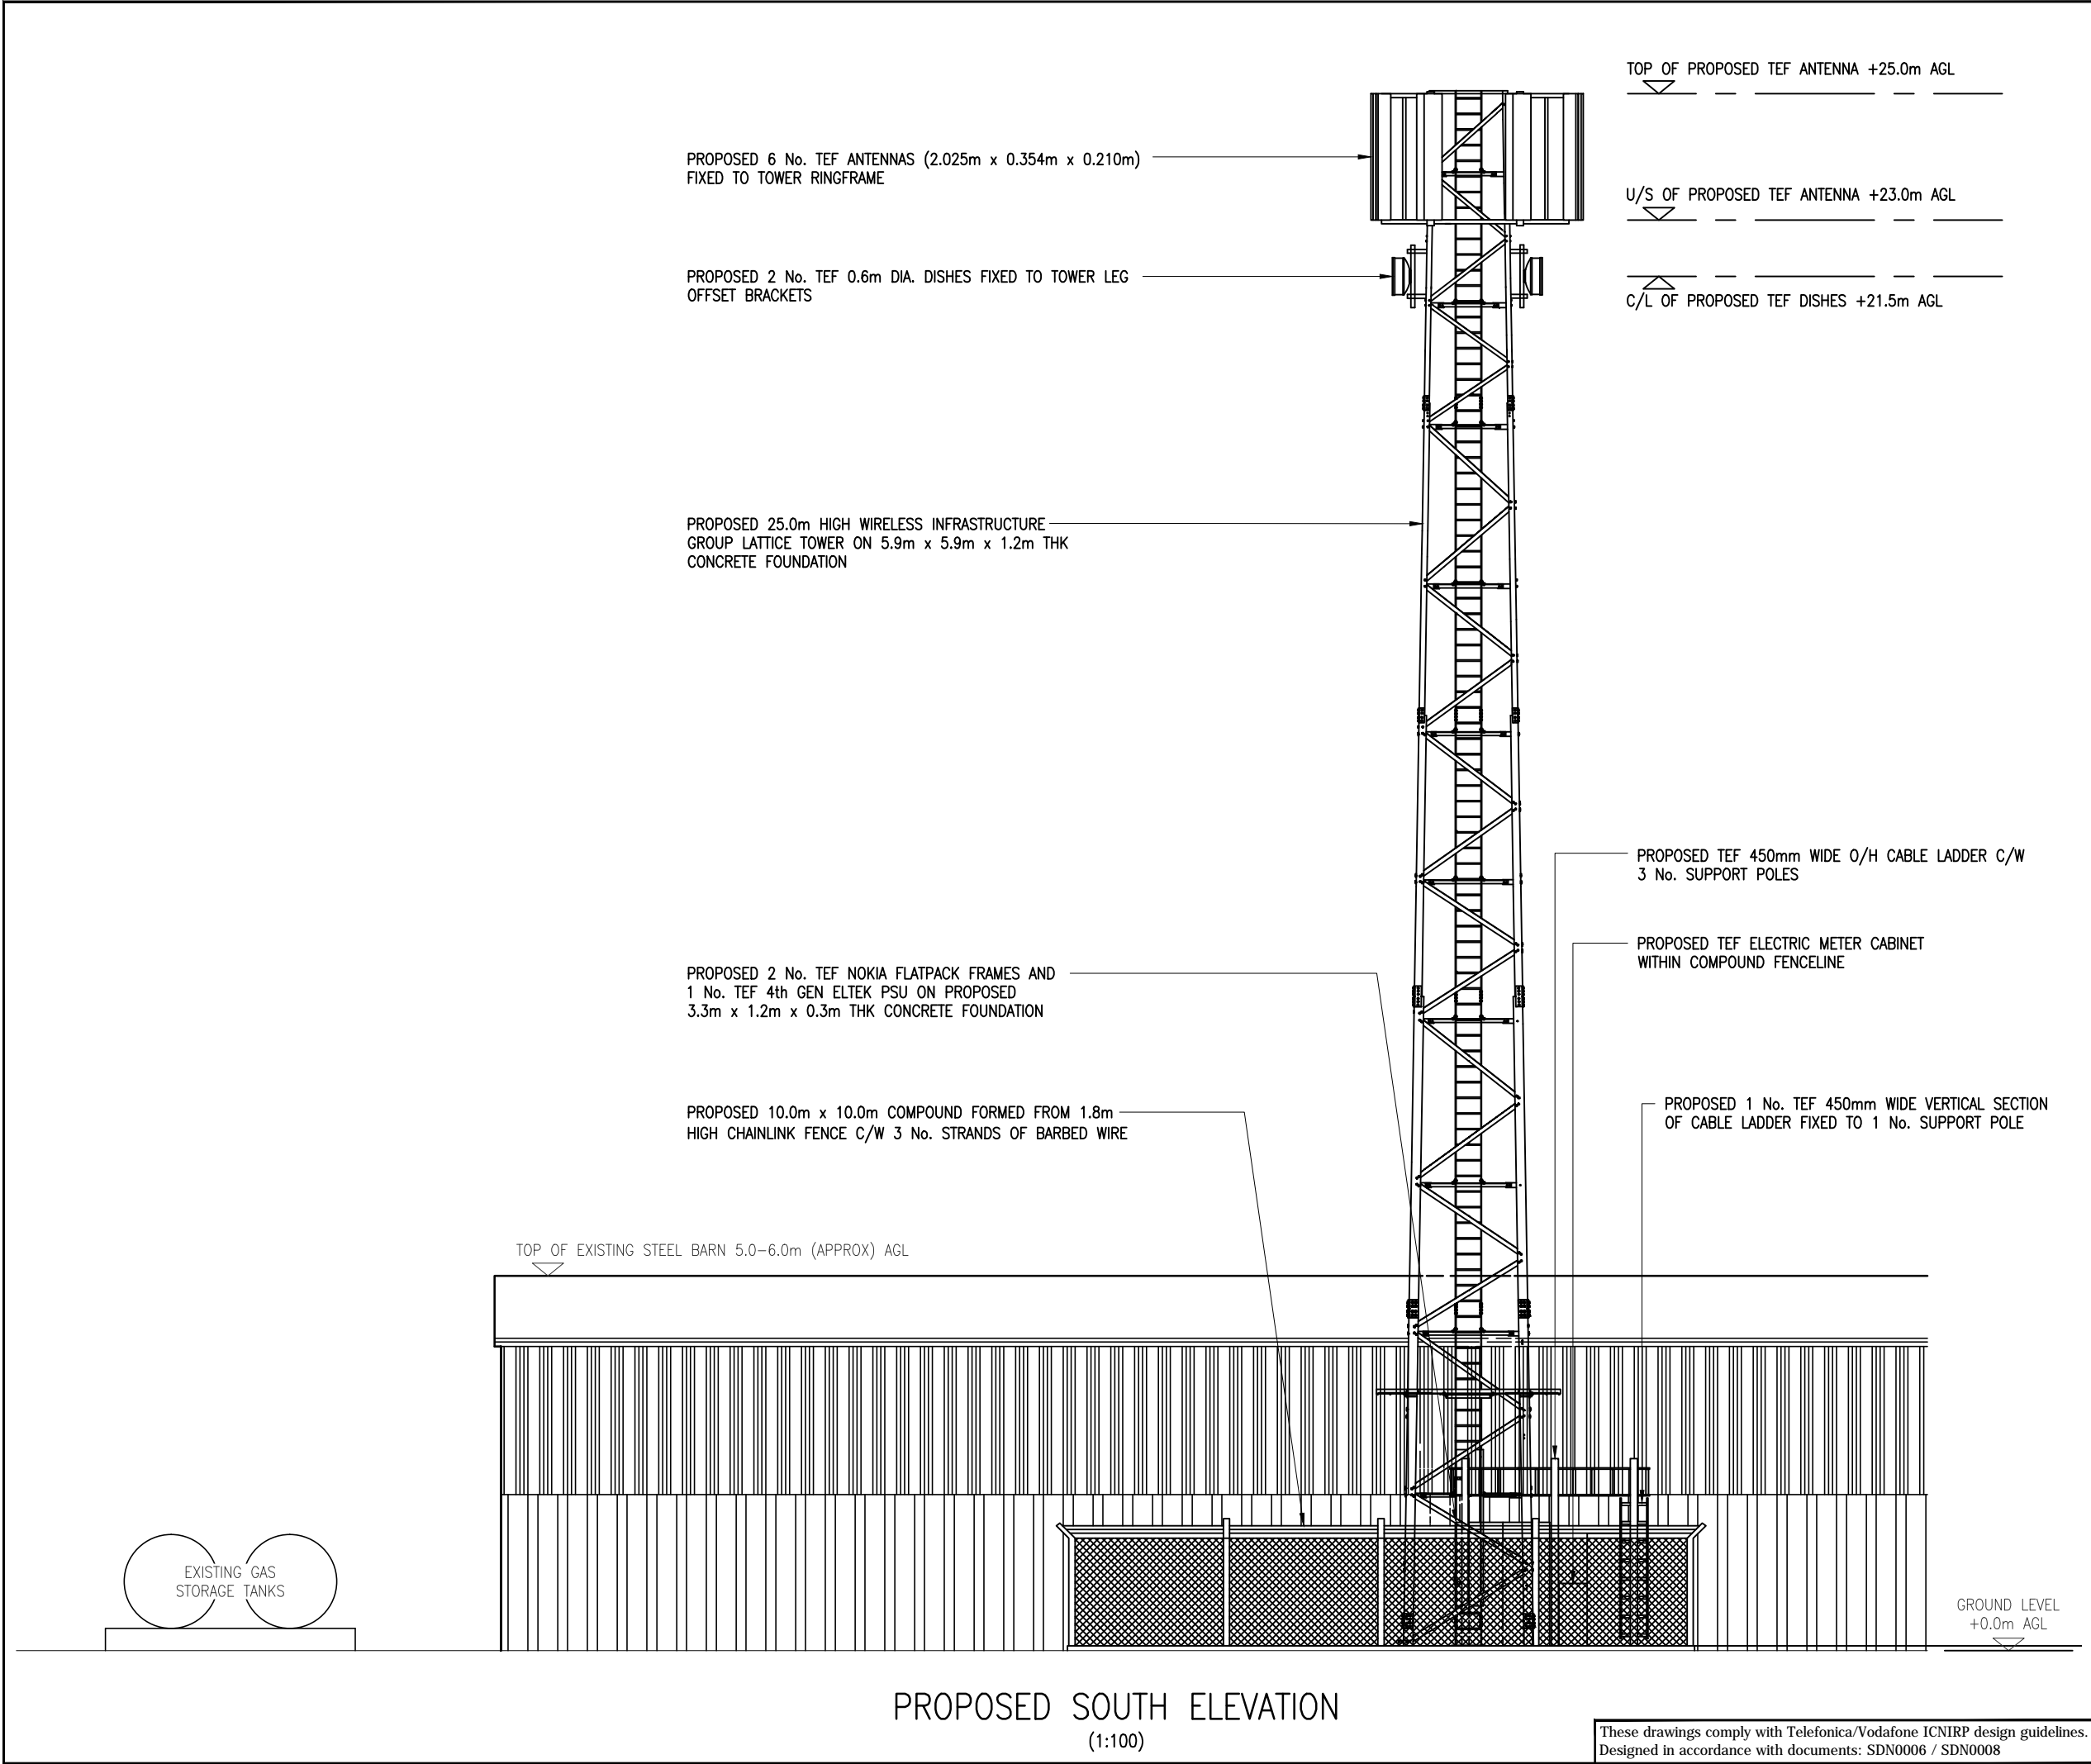 TOP OF PROPOSED TEF ANTENNA +25.0m AGL
PROPOSED 6 No. TEF ANTENNAS (2.025m x 0.354m x 0.210m)
FIXED TO TOWER RINGFRAME
U/S OF PROPOSED TEF ANTENNA +23.0m AGL
PROPOSED 2 No. TEF 0.6m DIA. DISHES FIXED TO TOWER LEG
OFFSET BRACKETS
C/L OF PROPOSED TEF DISHES +21.5m AGL
PROPOSED 25.0m HIGH WIRELESS INFRASTRUCTURE
GROUP LATTICE TOWER ON 5.9m x 5.9m x 1.2m THK
CONCRETE FOUNDATION
PROPOSED TEF 450mm WIDE O/H CABLE LADDER C/W
3 No. SUPPORT POLES
PROPOSED TEF ELECTRIC METER CABINET
WITHIN COMPOUND FENCELINE
PROPOSED 2 No. TEF NOKIA FLATPACK FRAMES AND
1 No. TEF 4th GEN ELTEK PSU ON PROPOSED
3.3m x 1.2m x 0.3m THK CONCRETE FOUNDATION
PROPOSED 1 No. TEF 450mm WIDE VERTICAL SECTION
OF CABLE LADDER FIXED TO 1 No. SUPPORT POLE
PROPOSED 10.0m x 10.0m COMPOUND FORMED FROM 1.8m
HIGH CHAINLINK FENCE C/W 3 No. STRANDS OF BARBED WIRE
TOP OF EXISTING STEEL BARN 5.0-6.0m (APPROX) AGL
EXISTING GAS
STORAGE TANKS
GROUND LEVEL
+0.0m AGL
PROPOSED SOUTH ELEVATION
(1:100)
These drawings comply with Telefonica/Vodafone ICNIRP design guidelines.
Designed in accordance with documents: SDN0006 / SDN0008